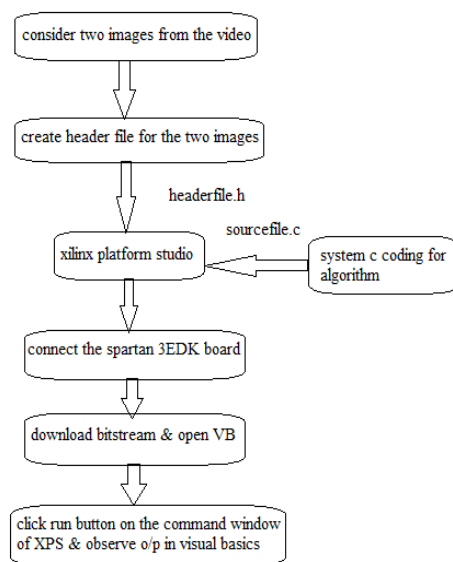 consider two images from the video
create header file for the two images
headerfile.h
sourcefile.c
xilinx platform studio
system c coding for
algorithm
connect the spartan 3EDK board
download bitstream & open VB
click run button on the command window
of XPS & observe o/p in visual basics